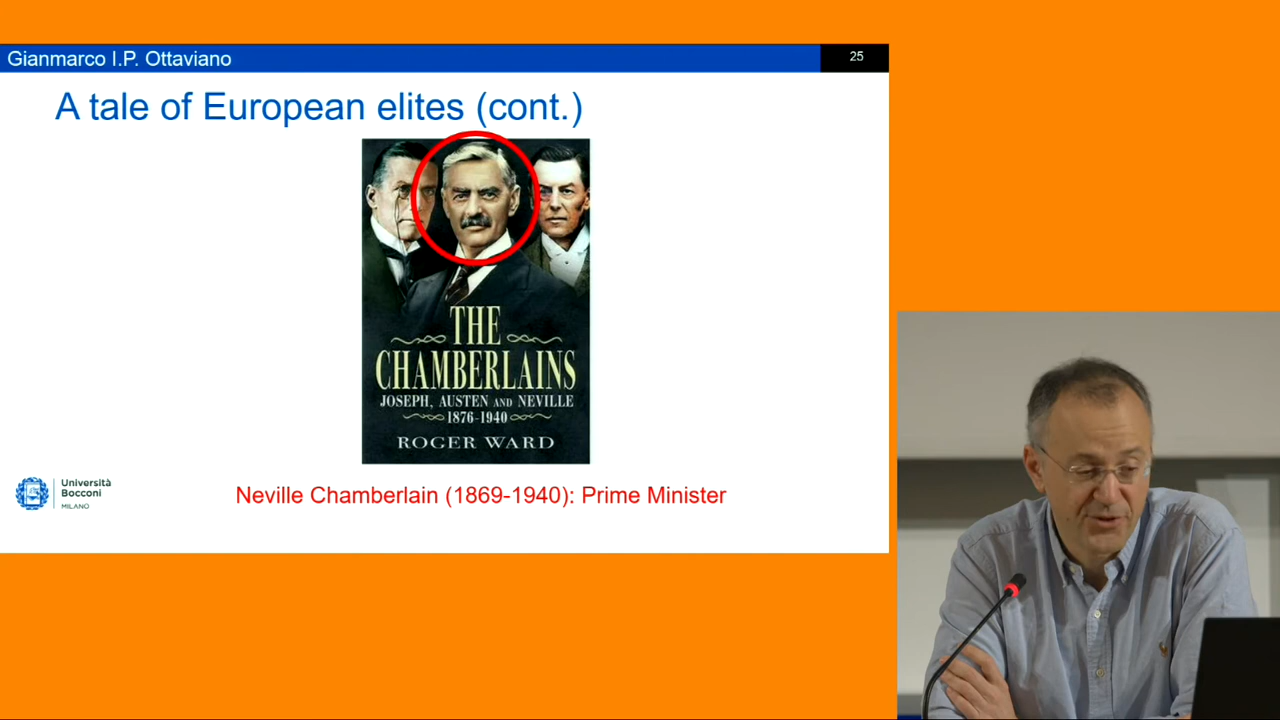 Gianmarco I.P. Ottaviano
25
A tale of European elites (cont.)
THE
CHAMBERLAINS
JOSEPH, AUSTEN AND NEVILLE
1876-1940
ROGER WARD
Università
Bocconi
MILANO
Neville Chamberlain (1869-1940): Prime Minister